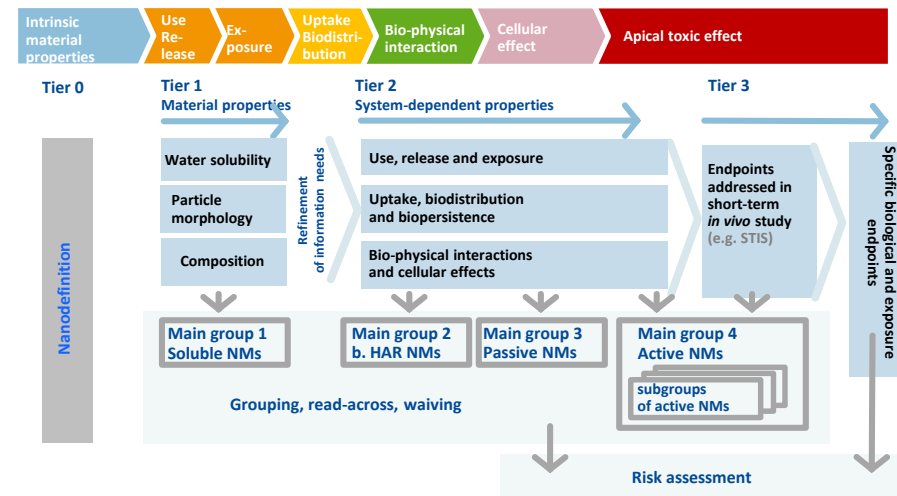 Intrinsic
material
properties
Use
Re-
lease
Ex-
posure
Uptake
Biodistri-
bution
Bio-physical
interaction
Cellular
effect
Apical toxic effect
Tier 0
Tier 1
Material properties
Tier 2
System-dependent properties
Tier 3
Nanodefinition
Water solubility
Particle
morphology
Composition
Refinement
of information needs
Use, release and exposure
Uptake, biodistribution
and biopersistence
Bio-physical interactions
and cellular effects
Endpoints
addressed in
short-term
in vivo study
(e.g. STIS)
Specific biological and exposure
endpoints
Main group 1
Soluble NMs
Main group 2
b. HAR NMs
Main group 3
Passive NMs
Main group 4
Active NMs
subgroups
of active NMs
Grouping, read-across, waiving
Risk assessment